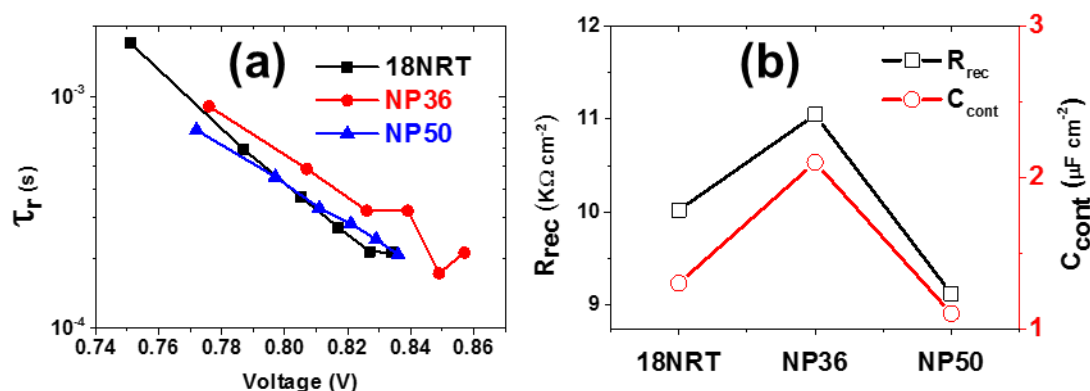 (a)
18NRT
NP36
NP50
10⁻³
10⁻⁴
τr (s)
0.74 0.76 0.78 0.80 0.82 0.84 0.86
Voltage (V)
(b)
Rrec
Ccont
12
11
10
9
Rrec (KΩ cm⁻²)
3
2
1
Ccont (μF cm⁻²)
18NRT NP36 NP50